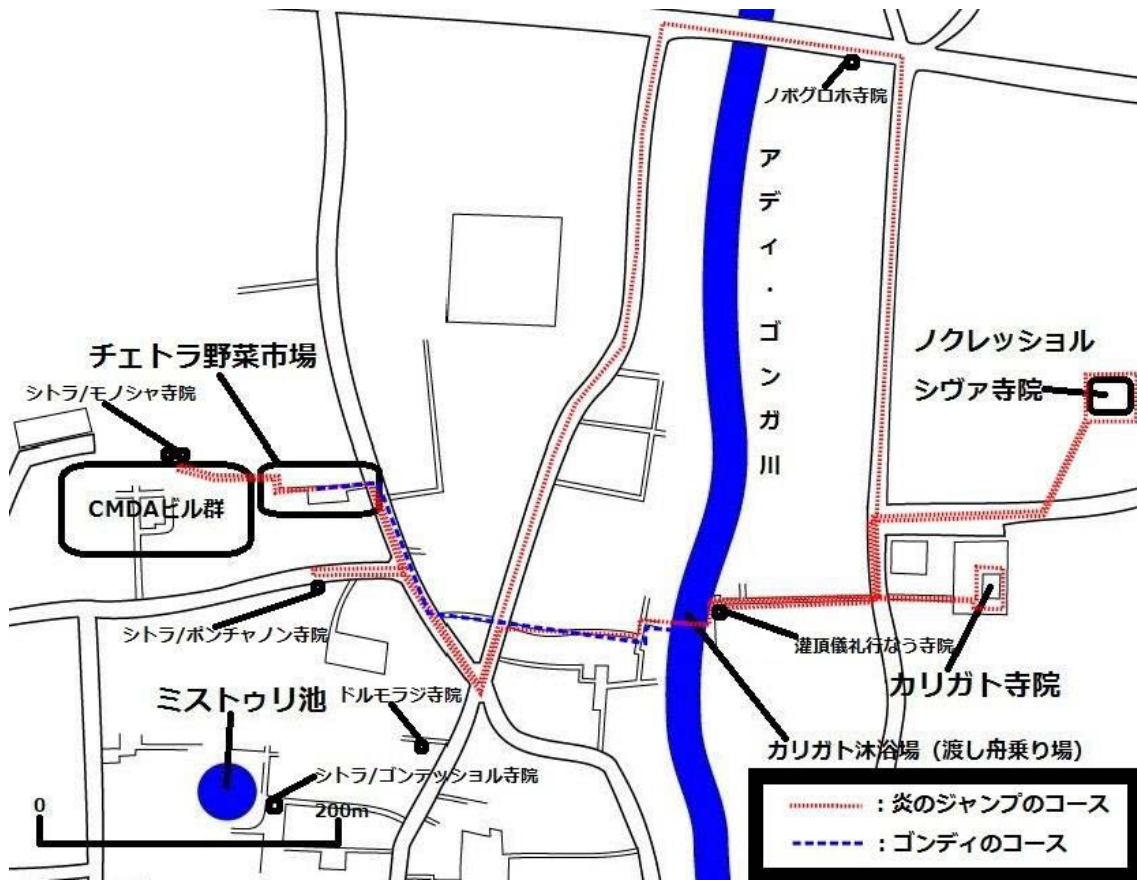 ノボグロホ寺院
アディ・ゴンガ川
ノクレッショル
シヴァ寺院
チェトラ野菜市場
シトラ/モノシャ寺院
CMDAビル群
シトラ/ポンチャノン寺院
灌頂儀礼行なう寺院
カリガト寺院
ミストゥリ池
ドルモラジ寺院
カリガト沐浴場（渡し舟乗り場）
シトラ/ゴンテッショル寺院
0
200m
：炎のジャンプのコース
：ゴンディのコース